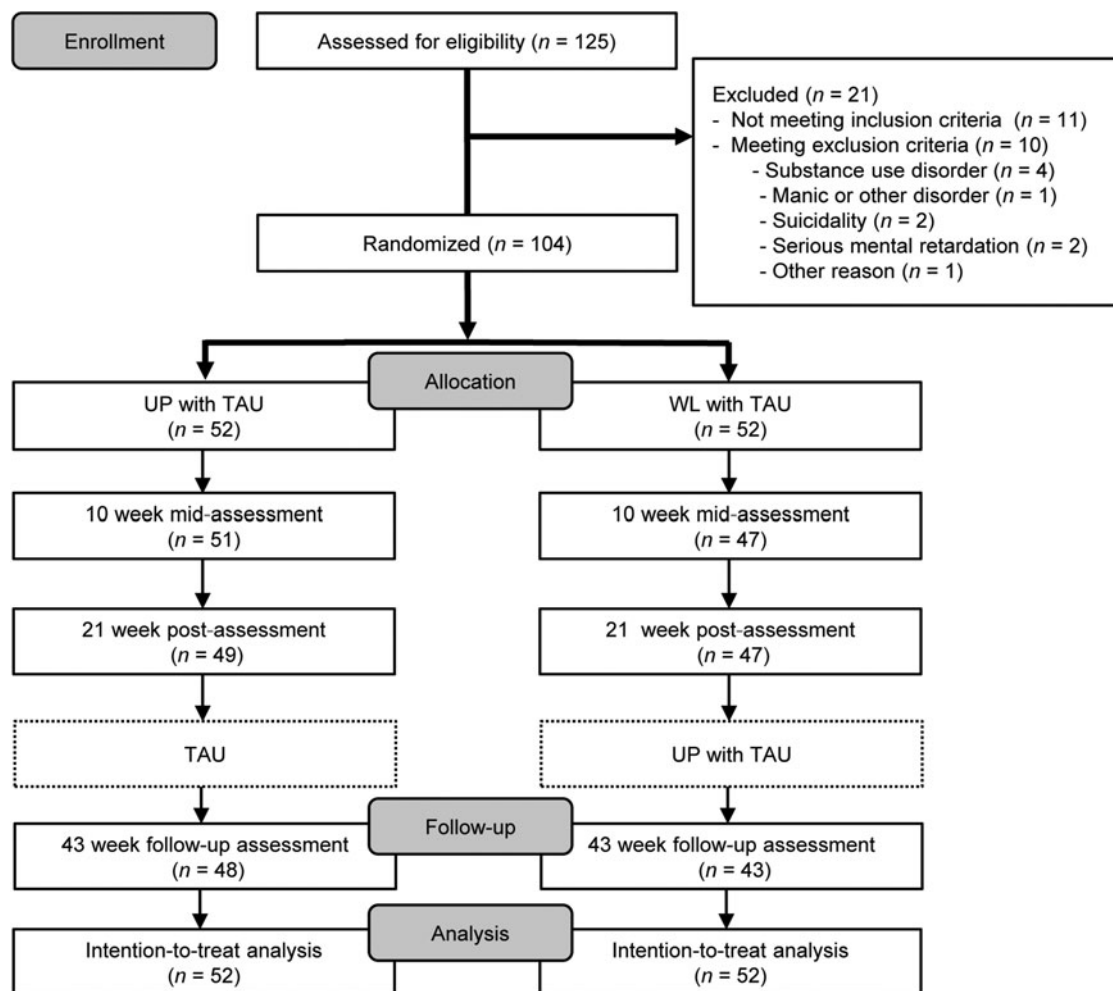 Enrollment
Assessed for eligibility (n = 125)
Excluded (n = 21)
- Not meeting inclusion criteria (n = 11)
- Meeting exclusion criteria (n = 10)
- Substance use disorder (n = 4)
- Manic or other disorder (n = 1)
- Suicidality (n = 2)
- Serious mental retardation (n = 2)
- Other reason (n = 1)
Randomized (n = 104)
Allocation
UP with TAU
(n = 52)
WL with TAU
(n = 52)
10 week mid-assessment
(n = 51)
10 week mid-assessment
(n = 47)
21 week post-assessment
(n = 49)
21 week post-assessment
(n = 47)
TAU
UP with TAU
Follow-up
43 week follow-up assessment
(n = 48)
43 week follow-up assessment
(n = 43)
Analysis
Intention-to-treat analysis
(n = 52)
Intention-to-treat analysis
(n = 52)